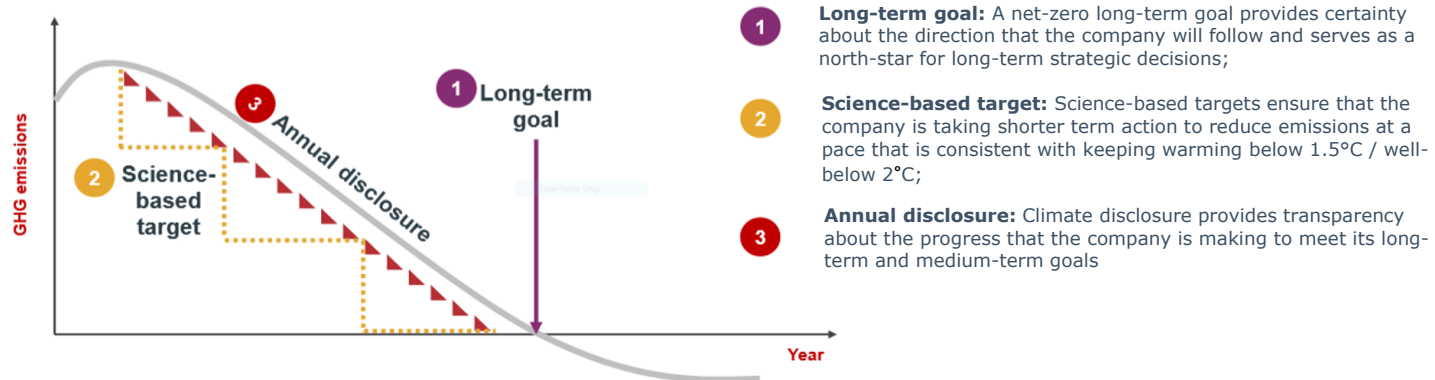 GHG emissions
1 Long-term
goal
3 Annual disclosure
2 Science-
based
target
Free-form Snip
Year
1 Long-term goal: A net-zero long-term goal provides certainty
about the direction that the company will follow and serves as a
north-star for long-term strategic decisions;
2 Science-based target: Science-based targets ensure that the
company is taking shorter term action to reduce emissions at a
pace that is consistent with keeping warming below 1.5°C / well-
below 2°C;
3 Annual disclosure: Climate disclosure provides transparency
about the progress that the company is making to meet its long-
term and medium-term goals